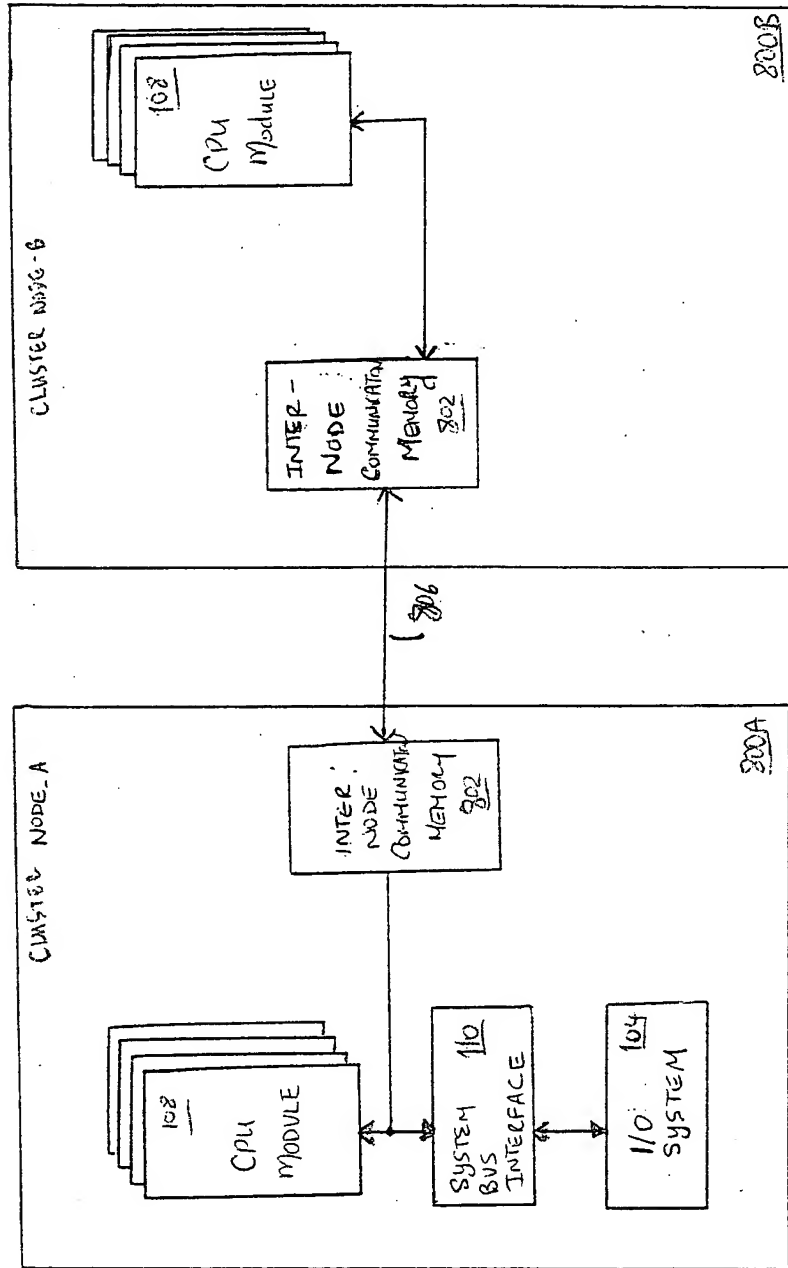 CLUSTER NODE_A
108
CPU
MODULE
SYSTEM
BUS
INTERFACE
110
I/O
SYSTEM
104
INTER
NODE
COMMUNICATION
MEMORY
802
800A
806
CLUSTER NODE-B
INTER-
NODE
COMMUNICATION
MEMORY
802
108
CPU
Module
800B